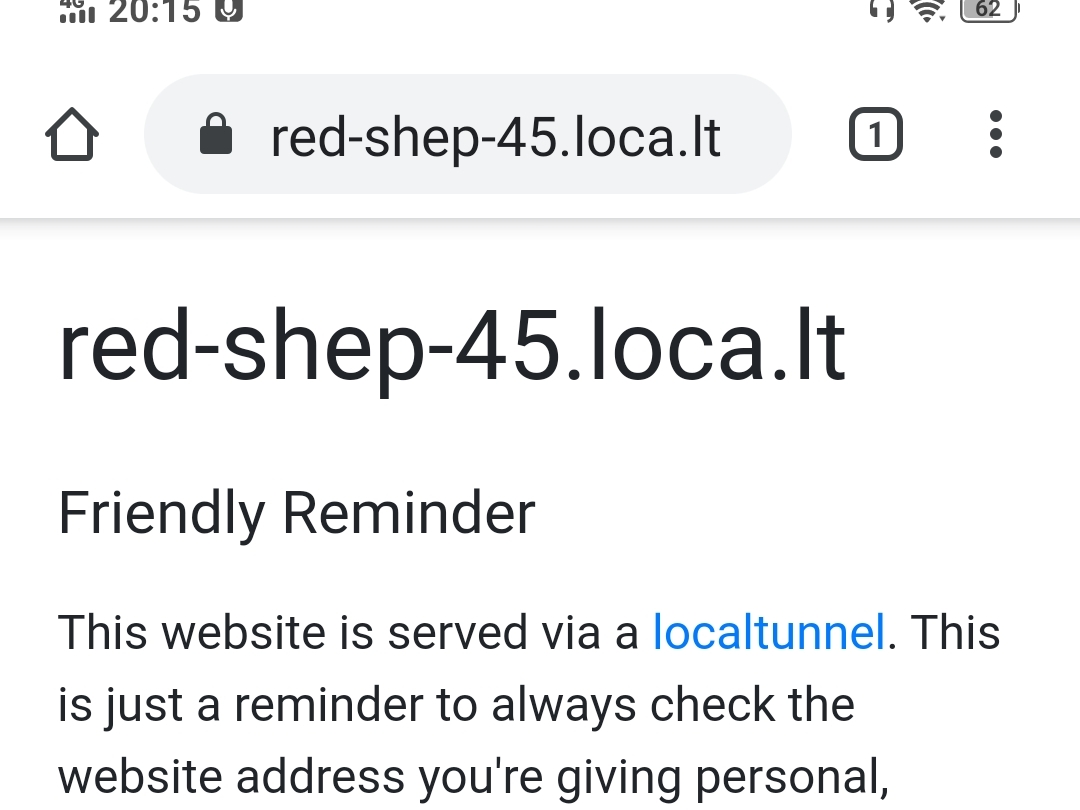 4G 20:15 62
red-shep-45.loca.lt 1
red-shep-45.loca.lt
Friendly Reminder
This website is served via a localtunnel. This
is just a reminder to always check the
website address you're giving personal,